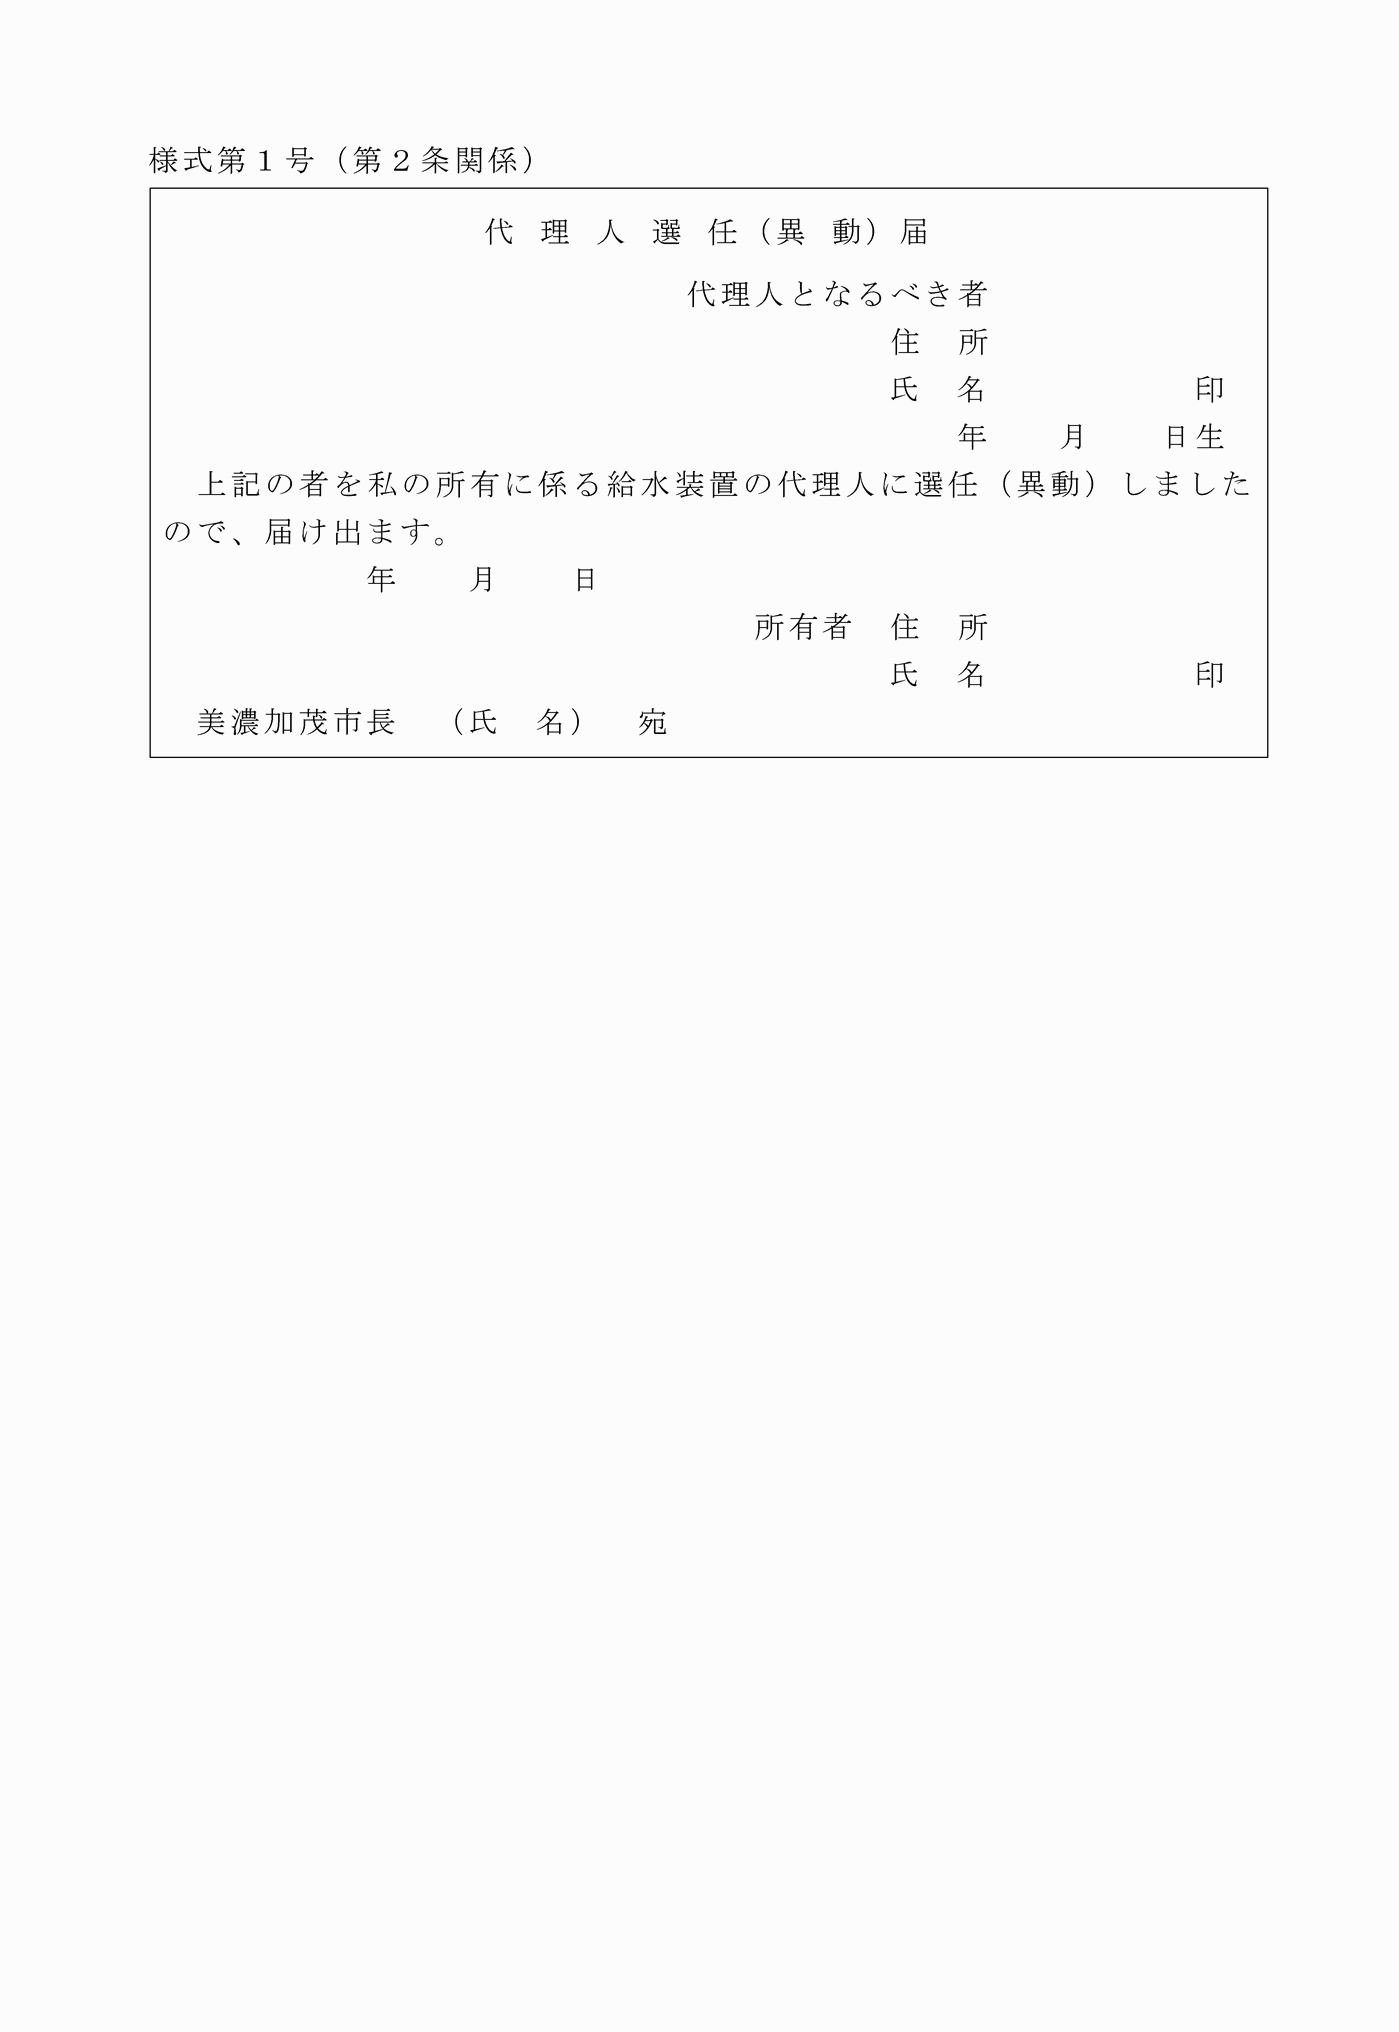 様式第１号（第２条関係）
代理人選任（異動）届
代理人となるべき者
住　所
氏　名　　　　　　印
年　　月　　日生
　上記の者を私の所有に係る給水装置の代理人に選任（異動）しました
ので、届け出ます。
年　　月　　日
所有者　住　所
氏　名　　　　　　印
美濃加茂市長　（氏　名）　宛